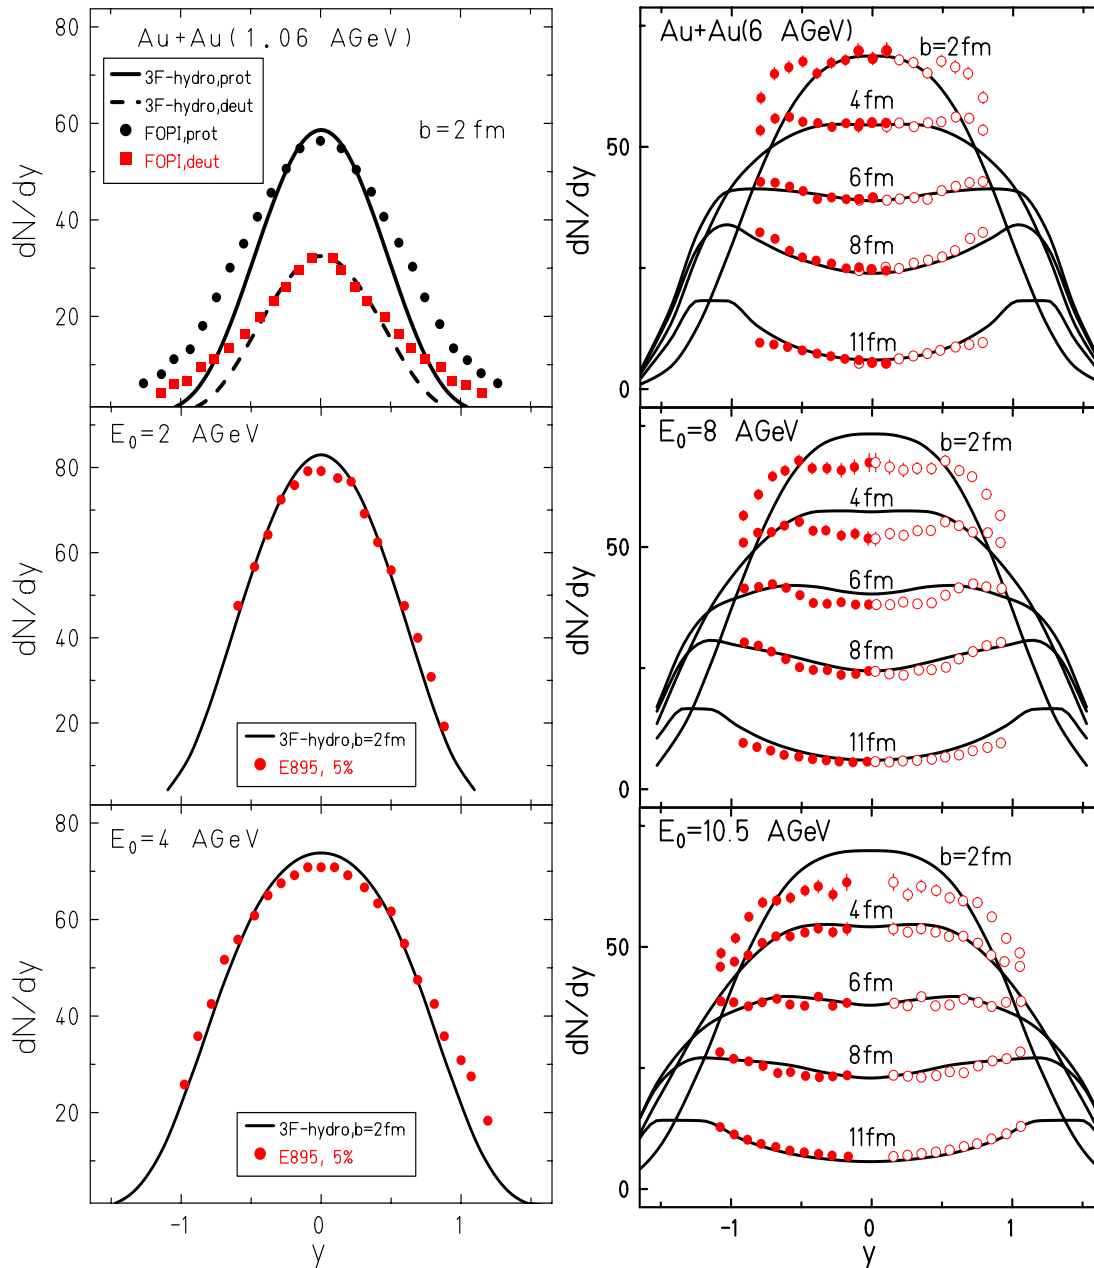 Au+Au(1.06 AGeV)
3F-hydro,prot
3F-hydro,deut
FOPI,prot
FOPI,deut
b=2 fm
80
60
40
20
dN/dy
E₀=2 AGeV
80
60
40
20
dN/dy
3F-hydro,b=2fm
E895, 5%
E₀=4 AGeV
80
60
40
20
dN/dy
3F-hydro,b=2fm
E895, 5%
-1 0 1
y
Au+Au(6 AGeV)
b=2fm
4fm
6fm
8fm
11fm
50
0
dN/dy
E₀=8 AGeV
b=2fm
4fm
6fm
8fm
11fm
50
0
dN/dy
E₀=10.5 AGeV
b=2fm
4fm
6fm
8fm
11fm
50
0
dN/dy
-1 0 1
y